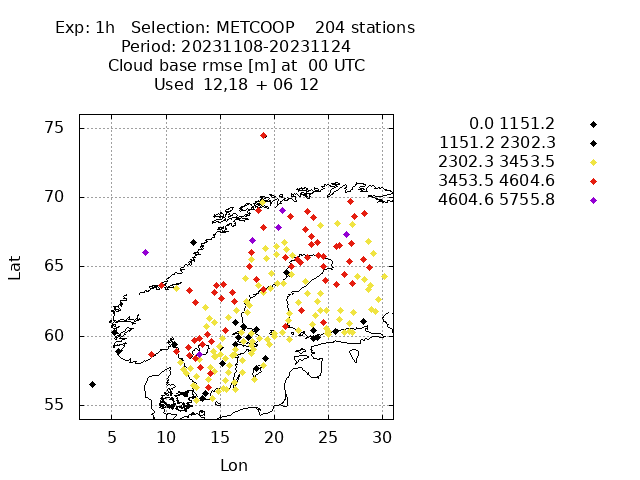 Exp: 1h   Selection: METCOOP    204 stations
Period: 20231108-20231124
Cloud base rmse [m] at  00 UTC
Used  12,18  + 06 12
0.0 1151.2
1151.2 2302.3
2302.3 3453.5
3453.5 4604.6
4604.6 5755.8
75
70
65
60
55
Lat
5 10 15 20 25 30
Lon